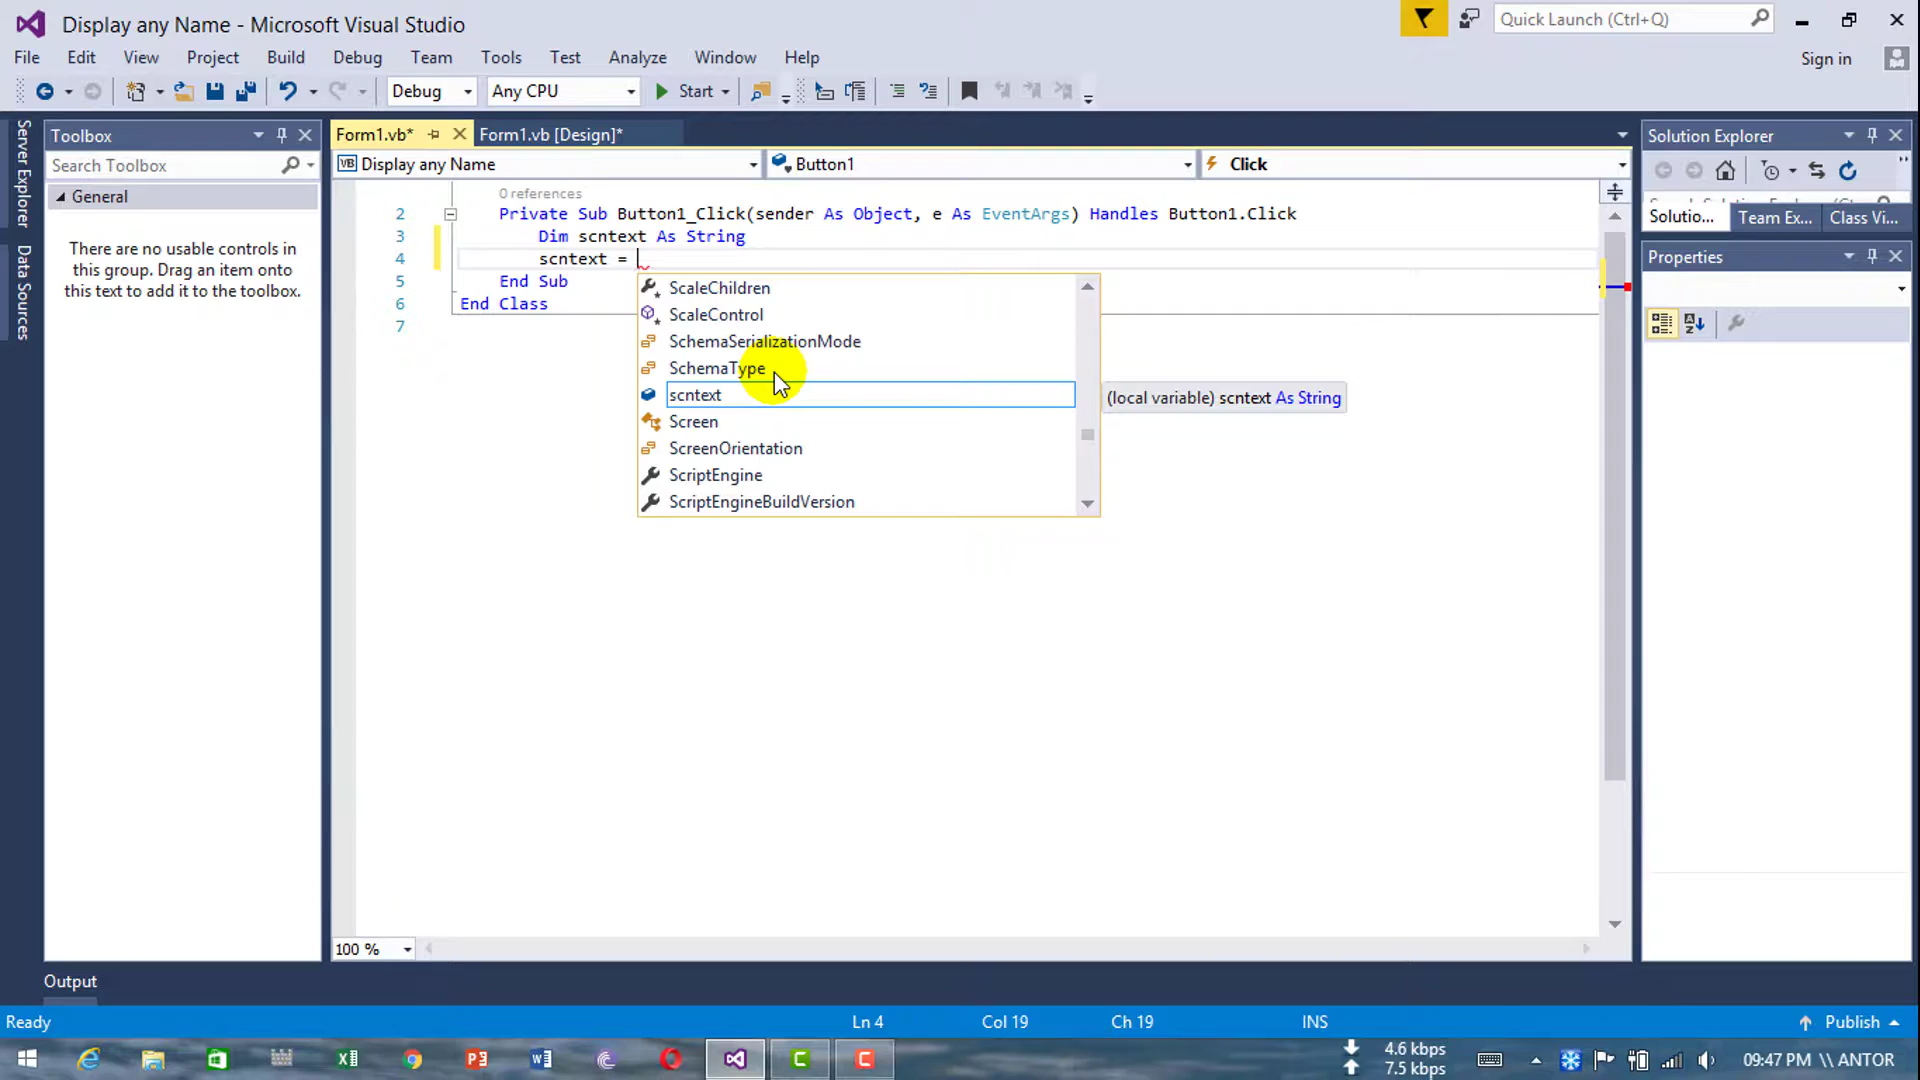 Display any Name - Microsoft Visual Studio
Quick Launch (Ctrl+Q)
File Edit View Project Build Debug Team Tools Test Analyze Window Help
Sign in
Debug Any CPU Start
Server Explorer
Data Sources
Toolbox
Search Toolbox
General
There are no usable controls in
this group. Drag an item onto
this text to add it to the toolbox.
Form1.vb* Form1.vb [Design]*
VB Display any Name Button1 Click
0 references
2 Private Sub Button1_Click(sender As Object, e As EventArgs) Handles Button1.Click
3 Dim scntext As String
4 scntext =
5 End Sub
6 End Class
7
ScaleChildren
ScaleControl
SchemaSerializationMode
SchemaType
scntext
Screen
ScreenOrientation
ScriptEngine
ScriptEngineBuildVersion
(local variable) scntext As String
100 %
Solution Explorer
Solutio... Team Ex... Class Vi...
Properties
Output
Ready Ln 4 Col 19 Ch 19 INS Publish
4.6 kbps
7.5 kbps
09:47 PM \\ ANTOR